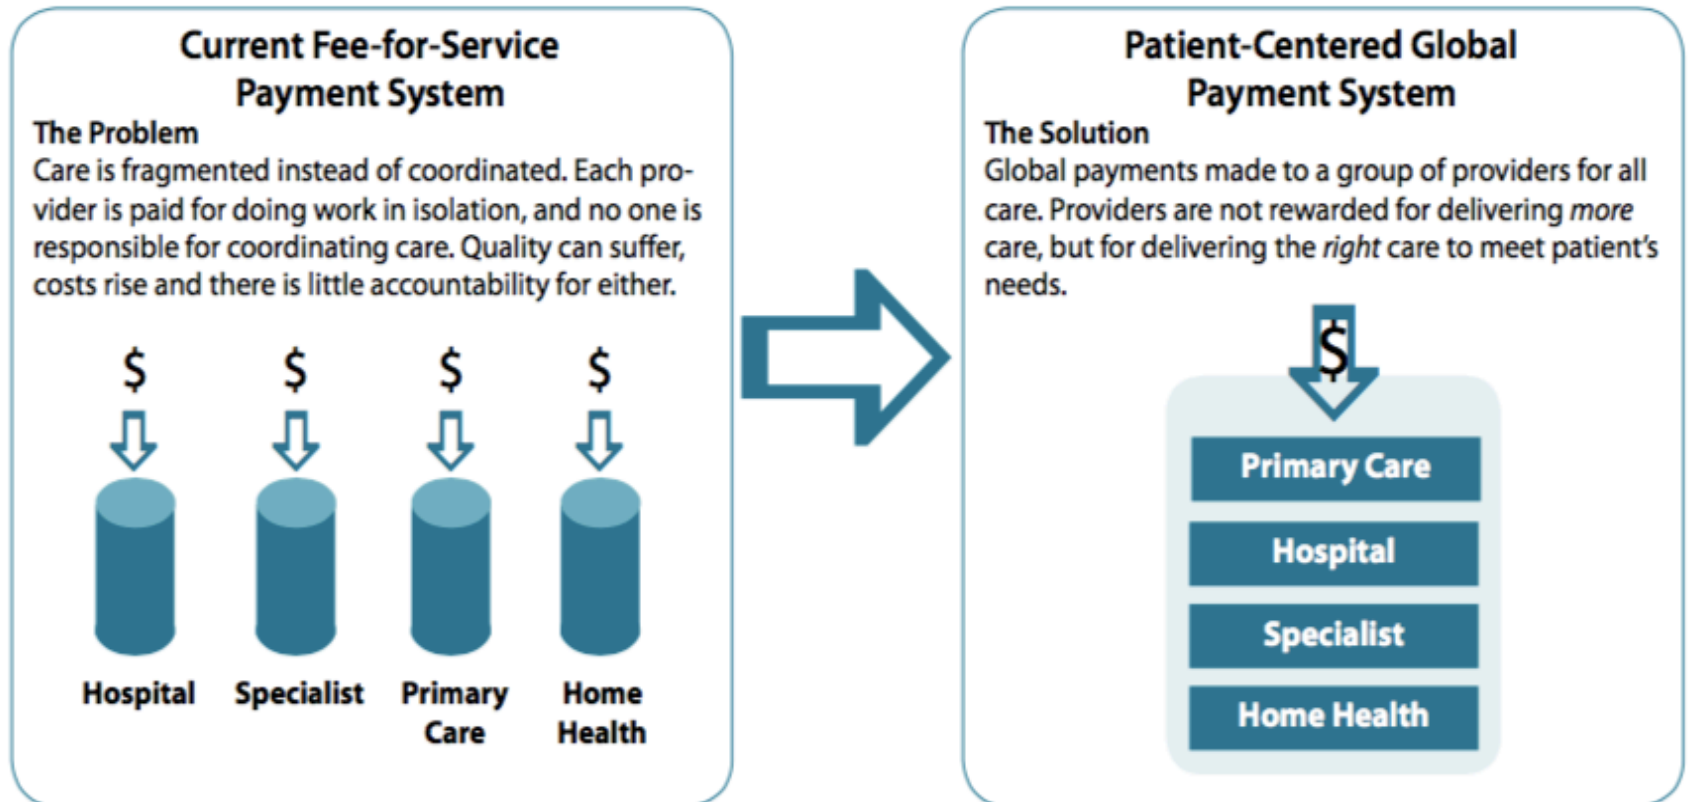 Current Fee-for-Service
Payment System
The Problem
Care is fragmented instead of coordinated. Each pro-
vider is paid for doing work in isolation, and no one is
responsible for coordinating care. Quality can suffer,
costs rise and there is little accountability for either.
$ $ $ $
Hospital Specialist Primary Care Home Health
Patient-Centered Global
Payment System
The Solution
Global payments made to a group of providers for all
care. Providers are not rewarded for delivering more
care, but for delivering the right care to meet patient's
needs.
$
Primary Care
Hospital
Specialist
Home Health